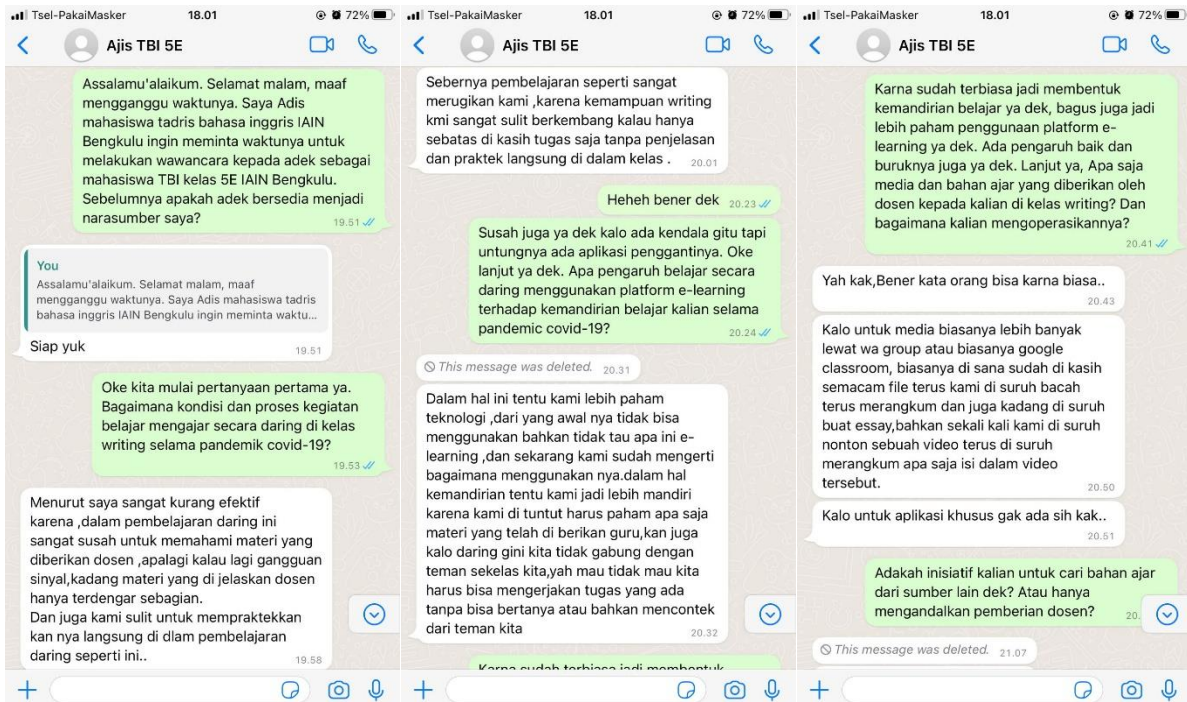 Tsel-PakaiMasker 18.01 72%
Ajis TBI 5E
Assalamu'alaikum. Selamat malam, maaf
mengganggu waktunya. Saya Adis
mahasiswa tadris bahasa inggris IAIN
Bengkulu ingin meminta waktunya untuk
melakukan wawancara kepada adek sebagai
mahasiswa TBI kelas 5E IAIN Bengkulu.
Sebelumnya apakah adek bersedia menjadi
narasumber saya?
19.51
You
Assalamu'alaikum. Selamat malam, maaf
mengganggu waktunya. Saya Adis mahasiswa tadris
bahasa inggris IAIN Bengkulu ingin meminta waktu...
Siap yuk
19.51
Oke kita mulai pertanyaan pertama ya.
Bagaimana kondisi dan proses kegiatan
belajar mengajar secara daring di kelas
writing selama pandemik covid-19?
19.53
Menurut saya sangat kurang efektif
karena ,dalam pembelajaran daring ini
sangat susah untuk memahami materi yang
diberikan dosen ,apalagi kalau lagi gangguan
sinyal,kadang materi yang di jelaskan dosen
hanya terdengar sebagian.
Dan juga kami sulit untuk mempraktekkan
kan nya langsung di dlam pembelajaran
daring seperti ini..
19.58
Tsel-PakaiMasker 18.01 72%
Ajis TBI 5E
Sebernya pembelajaran seperti sangat
merugikan kami ,karena kemampuan writing
kmi sangat sulit berkembang kalau hanya
sebatas di kasih tugas saja tanpa penjelasan
dan praktek langsung di dalam kelas .
20.01
Heheh bener dek
20.23
Susah juga ya dek kalo ada kendala gitu tapi
untungnya ada aplikasi penggantinya. Oke
lanjut ya dek. Apa pengaruh belajar secara
daring menggunakan platform e-learning
terhadap kemandirian belajar kalian selama
pandemic covid-19?
20.24
This message was deleted. 20.31
Dalam hal ini tentu kami lebih paham
teknologi ,dari yang awal nya tidak bisa
menggunakan bahkan tidak tau apa ini e-
learning ,dan sekarang kami sudah mengerti
bagaimana menggunakan nya.dalam hal
kemandirian tentu kami jadi lebih mandiri
karena kami di tuntut harus paham apa saja
materi yang telah di berikan guru,kan juga
kalo daring gini kita tidak gabung dengan
teman sekelas kita,yah mau tidak mau kita
harus bisa mengerjakan tugas yang ada
tanpa bisa bertanya atau bahkan mencontek
dari teman kita
20.32
Karna sudah terbiasa jadi membentuk
Tsel-PakaiMasker 18.01 72%
Ajis TBI 5E
Karna sudah terbiasa jadi membentuk
kemandirian belajar ya dek, bagus juga jadi
lebih paham penggunaan platform e-
learning ya dek. Ada pengaruh baik dan
buruknya juga ya dek. Lanjut ya, Apa saja
media dan bahan ajar yang diberikan oleh
dosen kepada kalian di kelas writing? Dan
bagaimana kalian mengoperasikannya?
20.41
Yah kak,Bener kata orang bisa karna biasa..
20.43
Kalo untuk media biasanya lebih banyak
lewat wa group atau biasanya google
classroom, biasanya di sana sudah di kasih
semacam file terus kami di suruh bacah
terus merangkum dan juga kadang di suruh
buat essay,bahkan sekali kali kami di suruh
nonton sebuah video terus di suruh
merangkum apa saja isi dalam video
tersebut.
20.50
Kalo untuk aplikasi khusus gak ada sih kak..
20.51
Adakah inisiatif kalian untuk cari bahan ajar
dari sumber lain dek? Atau hanya
mengandalkan pemberian dosen?
20.
This message was deleted. 21.07